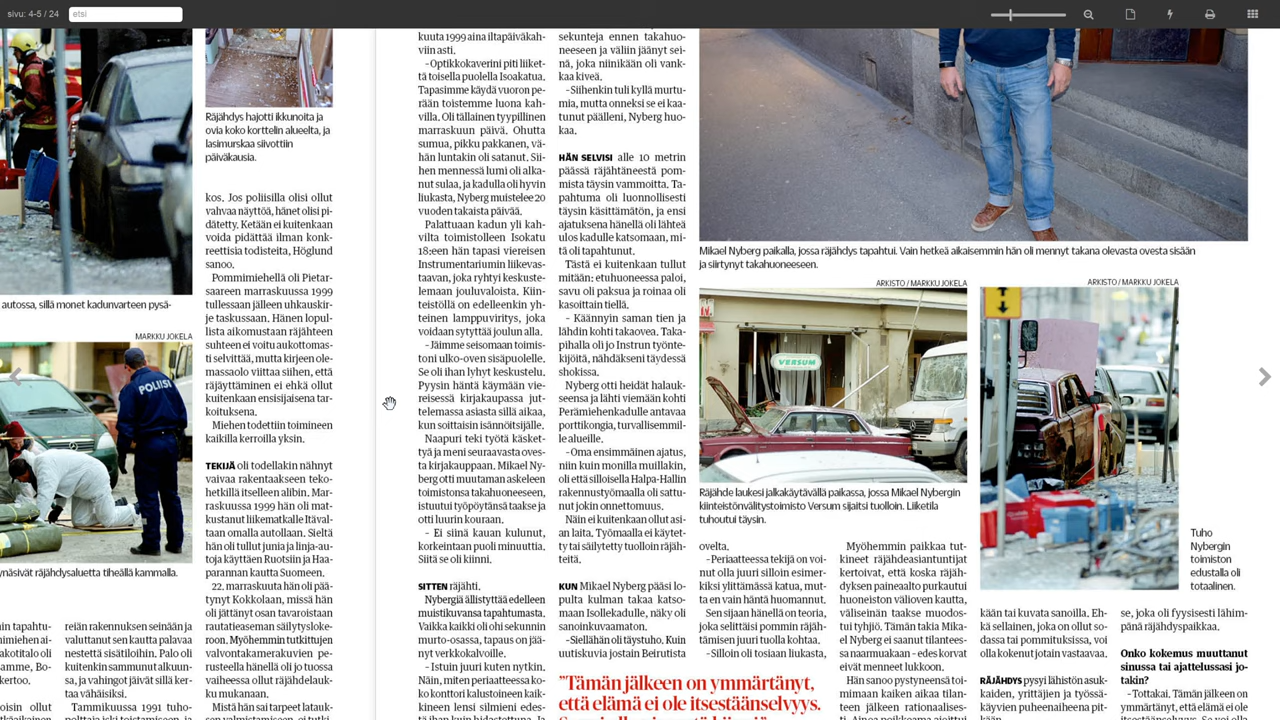 sivu: 4-5 / 24
etsi
autossa, sillä monet kadunvarteen pysä-
MARKKU JOKELA
POLIISI
näsivät räjähdysaluetta tiheällä kammalla.
in tapahtu-
nimiehen ai-
akotitalo oli
amme, Bo-
kertoo.
oisin ollut
reiän rakennuksen seinään ja
valuttanut sen kautta palavaa
nestettä sisätiloihin. Palo oli
kuitenkin sammunut alkuun-
sa, ja vahingot jäivät sillä ker-
taa vähäisiksi.
Tammikuussa 1991 tuho-
Räjähdys hajotti ikkunoita ja
ovia koko korttelin alueelta, ja
lasimurskaa siivottiin
päiväkausia.
kos. Jos poliisilla olisi ollut
vahvaa näyttöä, hänet olisi pi-
dätetty. Ketään ei kuitenkaan
voida pidättää ilman konk-
reettisia todisteita, Höglund
sanoo.
Pommimiehellä oli Pietar-
saareen marraskuussa 1999
tullessaan jälleen uhkauskir-
je taskussaan. Hänen lopul-
lista aikomustaan räjähteen
suhteen ei voitu aukottomas-
ti selvittää, mutta kirjeen ole-
massaolo viittaa siihen, että
räjäyttäminen ei ehkä ollut
kuitenkaan ensisijaisena tar-
koituksena.
Miehen todettiin toimineen
kaikilla kerroilla yksin.
TEKIJÄ oli todellakin nähnyt
vaivaa rakentaakseen teko-
hetkillä itselleen alibin. Mar-
raskuussa 1999 hän oli mat-
kustanut liikematkalle Itäval-
taan omalla autollaan. Sieltä
hän oli tullut junia ja linja-au-
toja käyttäen Ruotsiin ja Haa-
parannan kautta Suomeen.
22. marraskuuta hän oli pää-
tynyt Kokkolaan, missä hän
oli jättänyt osan tavaroistaan
rautatieaseman säilytysloke-
roon. Myöhemmin tutkittujen
valvontakamerakuvien pe-
rusteella hänellä oli jo tuossa
vaiheessa ollut räjähdelauk-
ku mukanaan.
Mistä hän sai tarpeet latauk-
kuuta 1999 aina iltapäiväkah-
viin asti.
–Optikkokaverini piti liiket-
tä toisella puolella Isoakatua.
Tapasimme käydä vuoron pe-
rään toistemme luona kah-
villa. Oli tällainen tyypillinen
marraskuun päivä. Ohutta
sumua, pikku pakkanen, vä-
hän luntakin oli satanut. Sii-
hen mennessä lumi oli alka-
nut sulaa, ja kadulla oli hyvin
liukasta, Nyberg muistelee 20
vuoden takaista päivää.
Palattuaan kadun yli kah-
vilta toimistolleen Isokatu
18:een hän tapasi viereisen
Instrumentariumin liikevas-
taavan, joka ryhtyi keskuste-
lemaan jouluvaloista. Kiin-
teistöllä on edelleenkin yh-
teinen lamppuviritys, joka
voidaan sytyttää joulun alla.
–Jäimme seisomaan toimis-
toni ulko-oven sisäpuolelle.
Se oli ihan lyhyt keskustelu.
Pyysin häntä käymään vie-
reisessä kirjakaupassa jut-
telemassa asiasta sillä aikaa,
kun soittaisin isännöitsijälle.
Naapuri teki työtä käsket-
tyä ja meni seuraavasta oves-
ta kirjakauppaan. Mikael Ny-
berg otti muutaman askeleen
toimistonsa takahuoneeseen,
istuutui työpöytänsä taakse ja
otti luurin kouraan.
– Ei siinä kauan kulunut,
korkeintaan puoli minuuttia.
Siitä se oli kiinni.
SITTEN räjähti.
Nybergiä ällistyttää edelleen
muistikuvansa tapahtumasta.
Vaikka kaikki oli ohi sekunnin
murto-osassa, tapaus on jää-
nyt verkkokalvoille.
– Istuin juuri kuten nytkin.
Näin, miten periaatteessa ko-
ko konttori kalustoineen kaik-
kineen lensi silmieni edes-
sekunteja ennen takahuo-
neeseen ja väliin jäänyt sei-
nä, joka niinikään oli vank-
kaa kiveä.
–Siihenkin tuli kyllä murtu-
mia, mutta onneksi se ei kaa-
tunut päälleni, Nyberg huo-
kaa.
HÄN SELVISI alle 10 metrin
päässä räjähtäneestä pom-
mista täysin vammoitta. Ta-
pahtuma oli luonnollisesti
täysin käsittämätön, ja ensi
ajatuksena hänellä oli lähteä
ulos kadulle katsomaan, mi-
tä oli tapahtunut.
Tästä ei kuitenkaan tullut
mitään: etuhuoneessa paloi,
savu oli paksua ja roinaa oli
kasoittain tiellä.
– Käännyin saman tien ja
lähdin kohti takaovea. Taka-
pihalla oli jo Instrun työnte-
kijöitä, nähdäkseni täydessä
shokissa.
Nyberg otti heidät halauk-
seensa ja lähti viemään kohti
Perämiehenkadulle antavaa
porttikongia, turvallisemmil-
le alueille.
–Oma ensimmäinen ajatus,
niin kuin monilla muillakin,
oli että silloisella Halpa-Hallin
rakennustyömaalla oli sattu-
nut jokin onnettomuus.
Näin ei kuitenkaan ollut asi-
an laita. Työmaalla ei käytet-
ty tai säilytetty tuolloin räjäh-
teitä.
KUN Mikael Nyberg pääsi lo-
pulta kulman takaa katso-
maan Isollekadulle, näky oli
sanoinkuvaamaton.
–Siellähän oli täystuho. Kuin
uutiskuvia jostain Beirutista
"Tämän jälkeen on ymmärtänyt,
että elämä ei ole itsestäänselvyys.
Mikael Nyberg paikalla, jossa räjähdys tapahtui. Vain hetkeä aikaisemmin hän oli mennyt takana olevasta ovesta sisään
ja siirtynyt takahuoneeseen.
ARKISTO / MARKKU JOKELA
VERSUM
Räjähde laukesi jalkakäytävällä paikassa, jossa Mikael Nybergin
kiinteistönvälitystoimisto Versum sijaitsi tuolloin. Liiketila
tuhoutui täysin.
ARKISTO / MARKKU JOKELA
Tuho
Nybergin
toimiston
edustalla oli
totaalinen.
ovelta.
–Periaatteessa tekijä on voi-
nut olla juuri silloin esimer-
kiksi ylittämässä katua, mut-
ta en vain häntä huomannut.
Sen sijaan hänellä on teoria,
joka selittäisi pommin räjäh-
tämisen juuri tuolla kohtaa.
–Silloin oli tosiaan liukasta,
Myöhemmin paikkaa tut-
kineet räjähdeasiantuntijat
kertoivat, että koska räjäh-
dyksen paineaalto purkautui
huoneiston välioven kautta,
väliseinän taakse muodos-
tui tyhjiö. Tämän takia Mika-
el Nyberg ei saanut tilantees-
sa naarmuakaan – edes korvat
eivät menneet lukkoon.
Hän sanoo pystyneensä toi-
mimaan kaiken aikaa tilan-
teen jälkeen rationaalises-
kään tai kuvata sanoilla. Eh-
kä sellainen, joka on ollut so-
dassa tai pommituksissa, voi
olla kokenut jotain vastaavaa.
RÄJÄHDYS pysyi lähistön asuk-
kaiden, yrittäjien ja työssä-
käyvien puheenaiheena pit-
kään.
se, joka oli fyysisesti lähim-
pänä räjähdyspaikkaa.
Onko kokemus muuttanut
sinussa tai ajattelussasi jo-
takin?
–Tottakai. Tämän jälkeen on
ymmärtänyt, että elämä ei ole